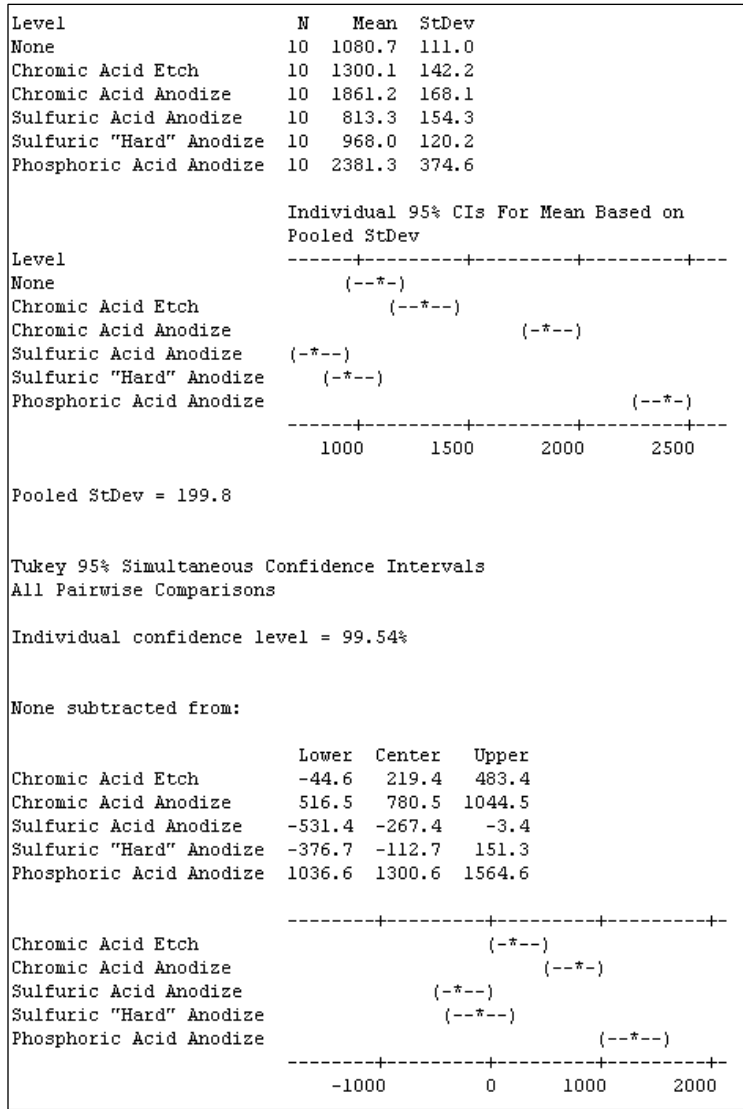 Level                      N    Mean  StDev
None                      10  1080.7  111.0
Chromic Acid Etch         10  1300.1  142.2
Chromic Acid Anodize      10  1861.2  168.1
Sulfuric Acid Anodize     10   813.3  154.3
Sulfuric "Hard" Anodize   10   968.0  120.2
Phosphoric Acid Anodize   10  2381.3  374.6
Individual 95% CIs For Mean Based on
Pooled StDev
Level                     ------+---------+---------+---------+---
None                           (--*-)
Chromic Acid Etch                  (--*--)
Chromic Acid Anodize                           (-*--)
Sulfuric Acid Anodize     (-*--)
Sulfuric "Hard" Anodize      (-*--)
Phosphoric Acid Anodize                                  (--*-)
------+---------+---------+---------+---
1000      1500      2000      2500
Pooled StDev = 199.8
Tukey 95% Simultaneous Confidence Intervals
All Pairwise Comparisons
Individual confidence level = 99.54%
None subtracted from:
Lower  Center   Upper
Chromic Acid Etch         -44.6   219.4   483.4
Chromic Acid Anodize      516.5   780.5  1044.5
Sulfuric Acid Anodize    -531.4  -267.4    -3.4
Sulfuric "Hard" Anodize  -376.7  -112.7   151.3
Phosphoric Acid Anodize  1036.6  1300.6  1564.6
--------+---------+---------+---------+-
Chromic Acid Etch                           (-*--)
Chromic Acid Anodize                             (--*-)
Sulfuric Acid Anodize                  (-*--)
Sulfuric "Hard" Anodize                 (--*--)
Phosphoric Acid Anodize                               (--*--)
--------+---------+---------+---------+-
-1000         0      1000      2000